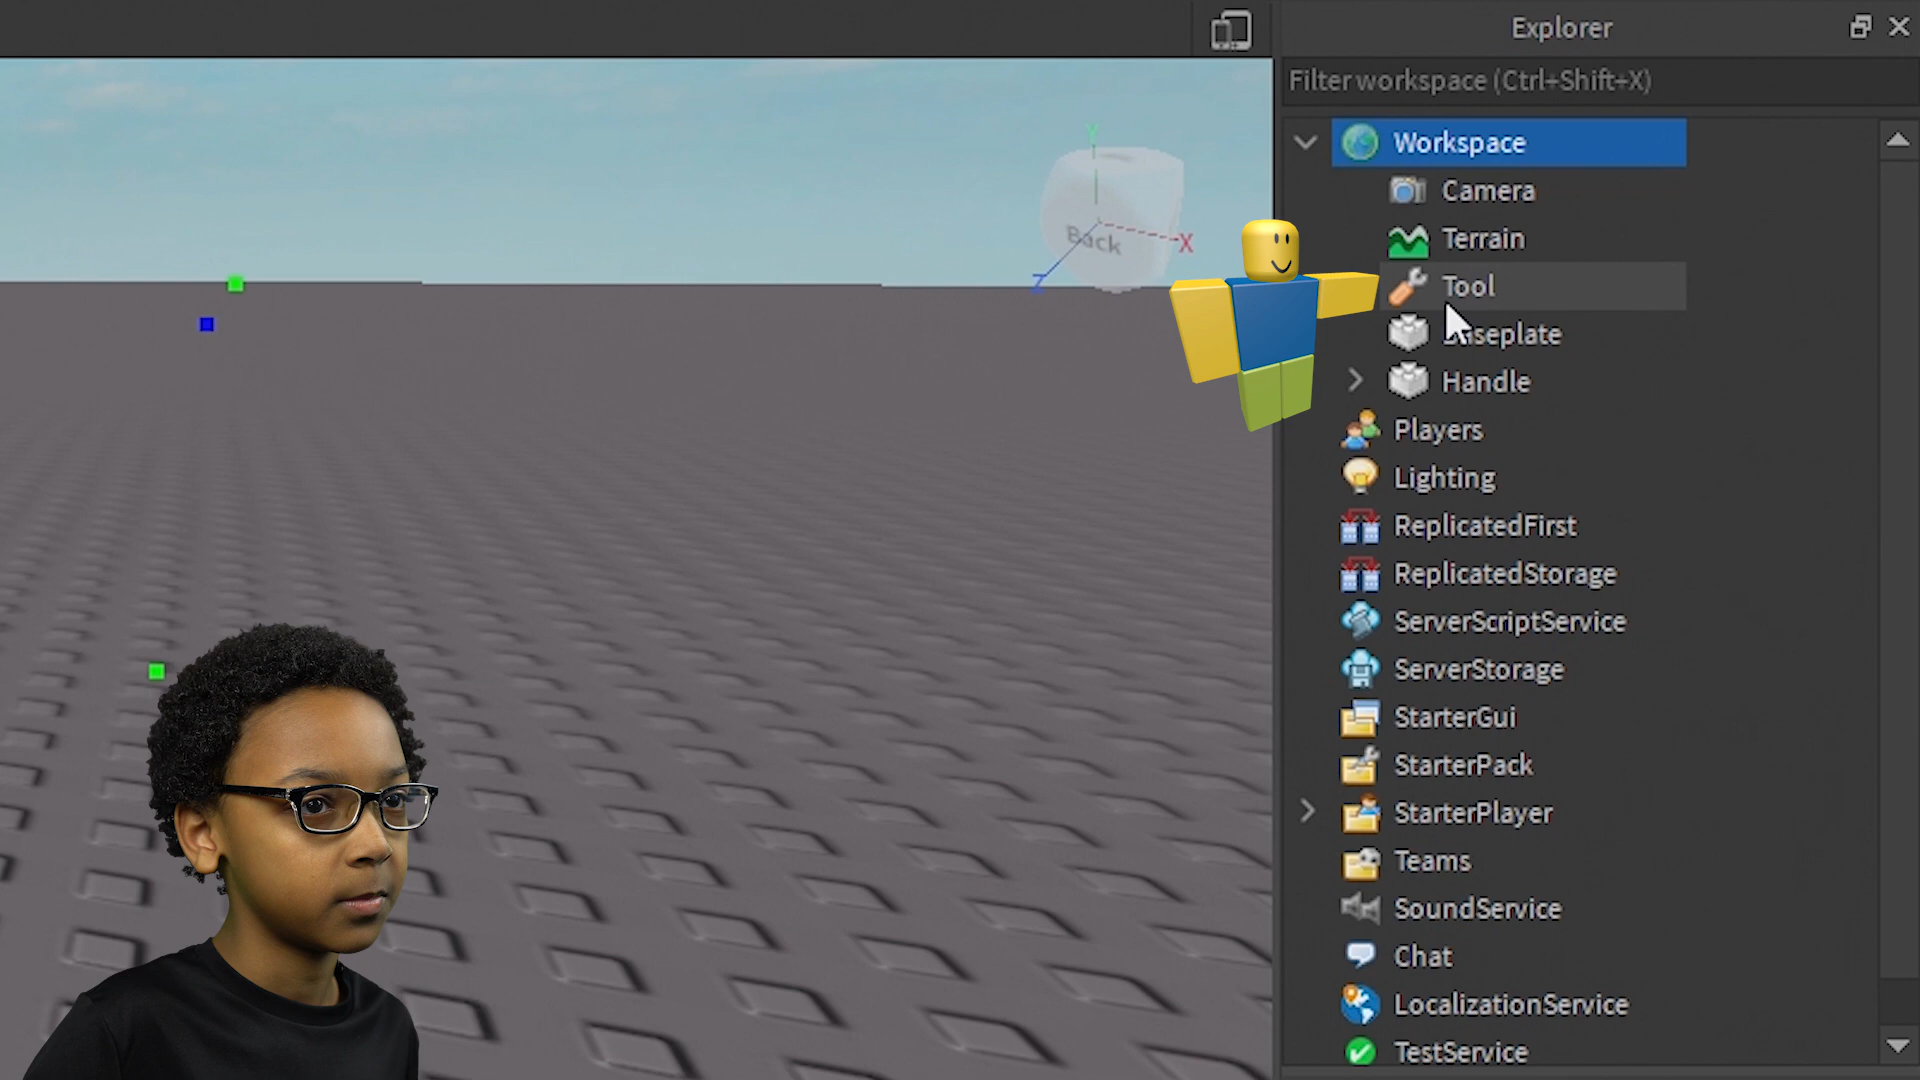 Explorer
Filter workspace (Ctrl+Shift+X)
Workspace
Camera
Terrain
Tool
Baseplate
Handle
Players
Lighting
ReplicatedFirst
ReplicatedStorage
ServerScriptService
ServerStorage
StarterGui
StarterPack
StarterPlayer
Teams
SoundService
Chat
LocalizationService
TestService
Y
Back
X
Z